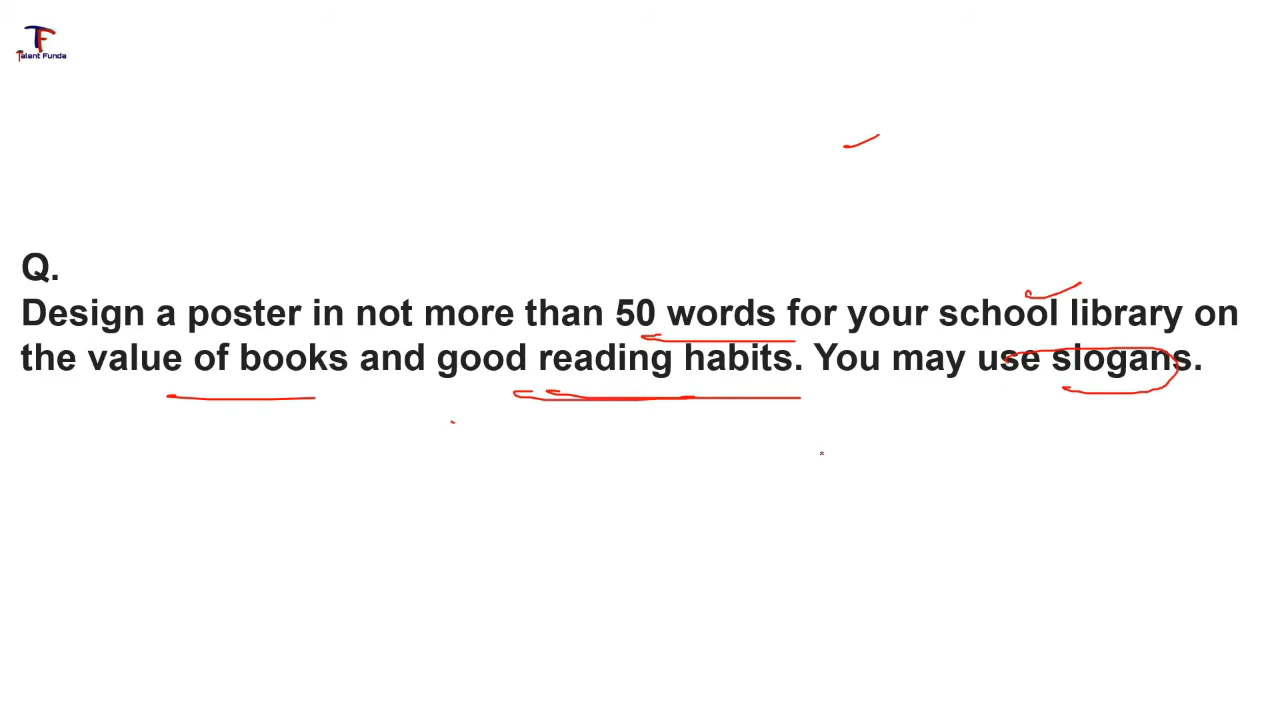 TF
Talent Funda
Q.
Design a poster in not more than 50 words for your school library on
the value of books and good reading habits. You may use slogans.